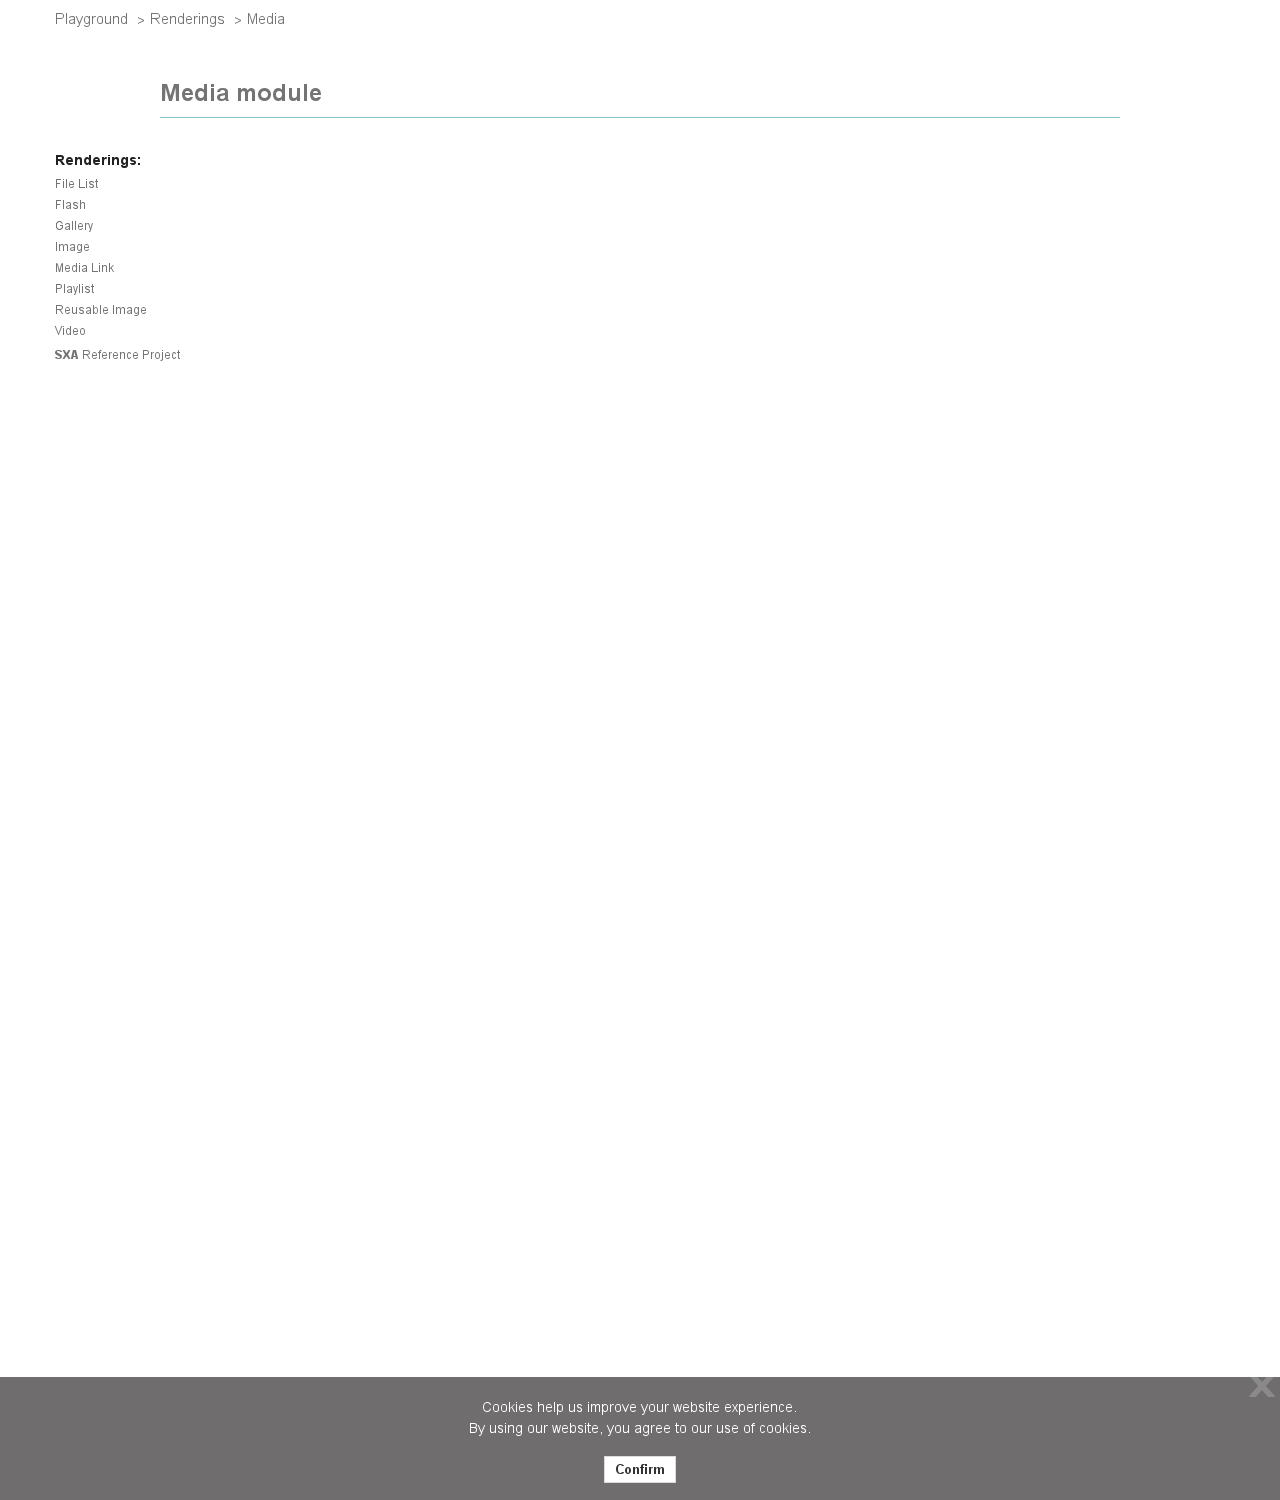 Playground > Renderings > Media
Media module
Renderings:
File List
Flash
Gallery
Image
Media Link
Playlist
Reusable Image
Video
SXA Reference Project
X
Cookies help us improve your website experience.
By using our website, you agree to our use of cookies.
Confirm